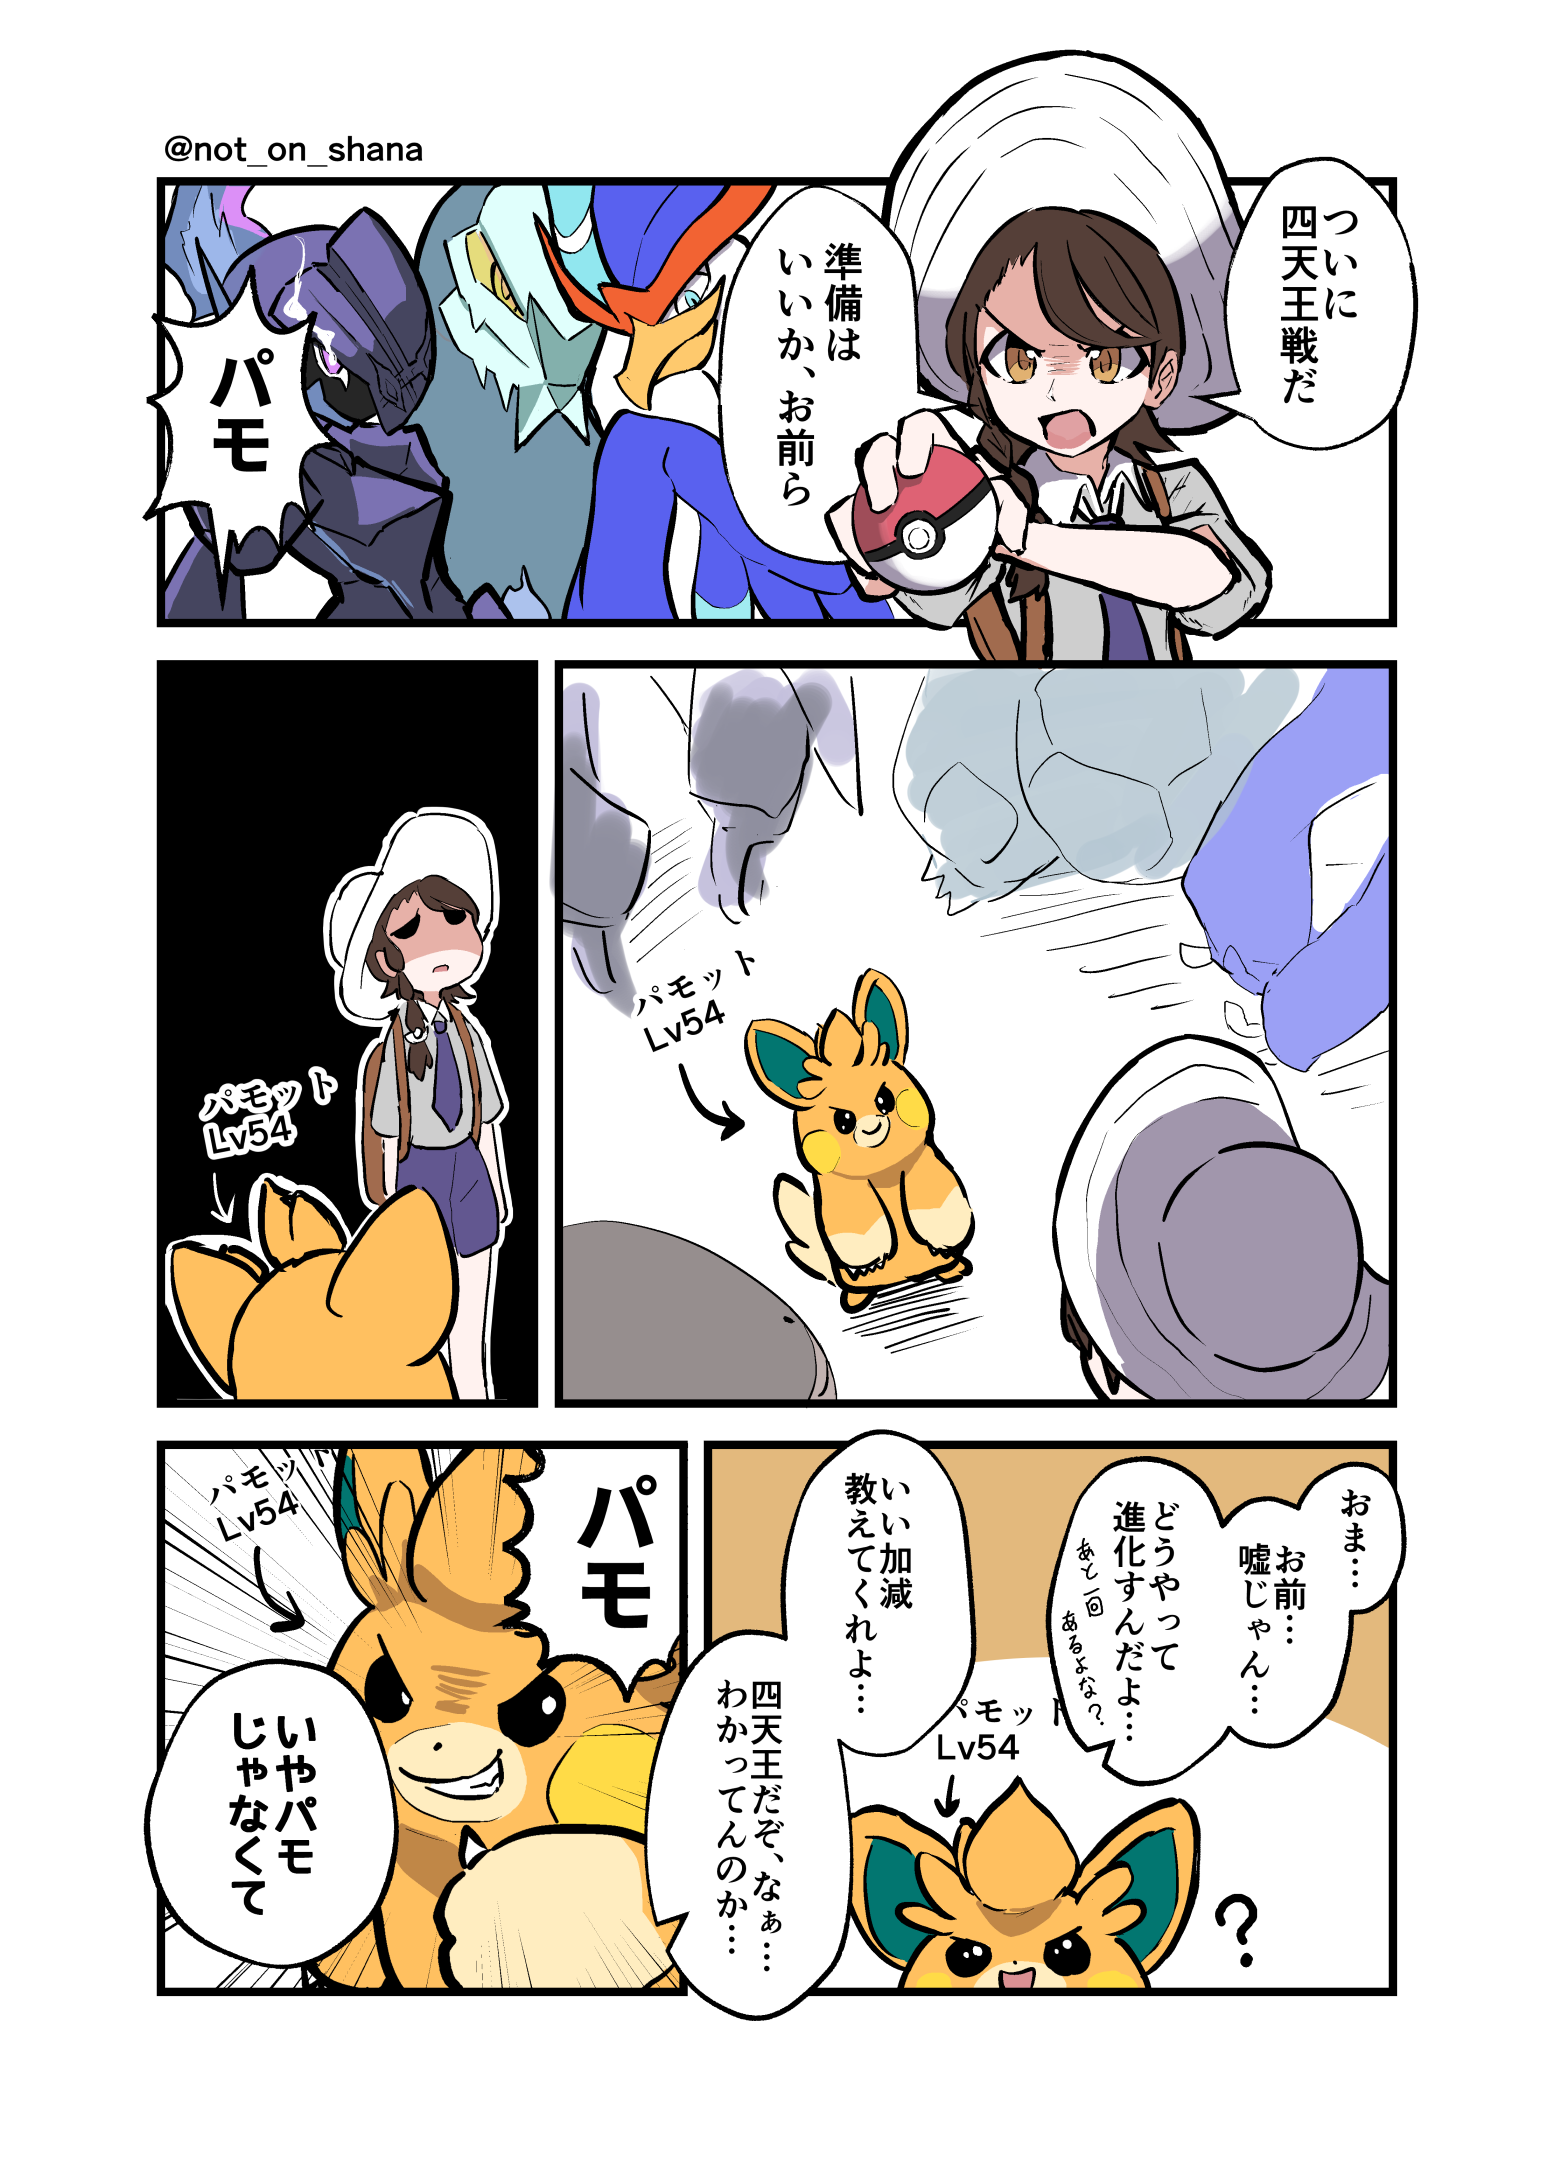 @not_on_shana
ついに
四天王戦だ
準備は
いいか、お前ら
パモ
パモット
Lv54
パモット
Lv54
おま…
お前…
嘘じゃん…
どうやって
進化すんだよ…
あと一回
あるよな?
いい加減
教えてくれよ…
四天王だぞ、なぁ…
わかってんのか…
パモット
Lv54
?
パモ
パモット
Lv54
いやパモ
じゃなくて